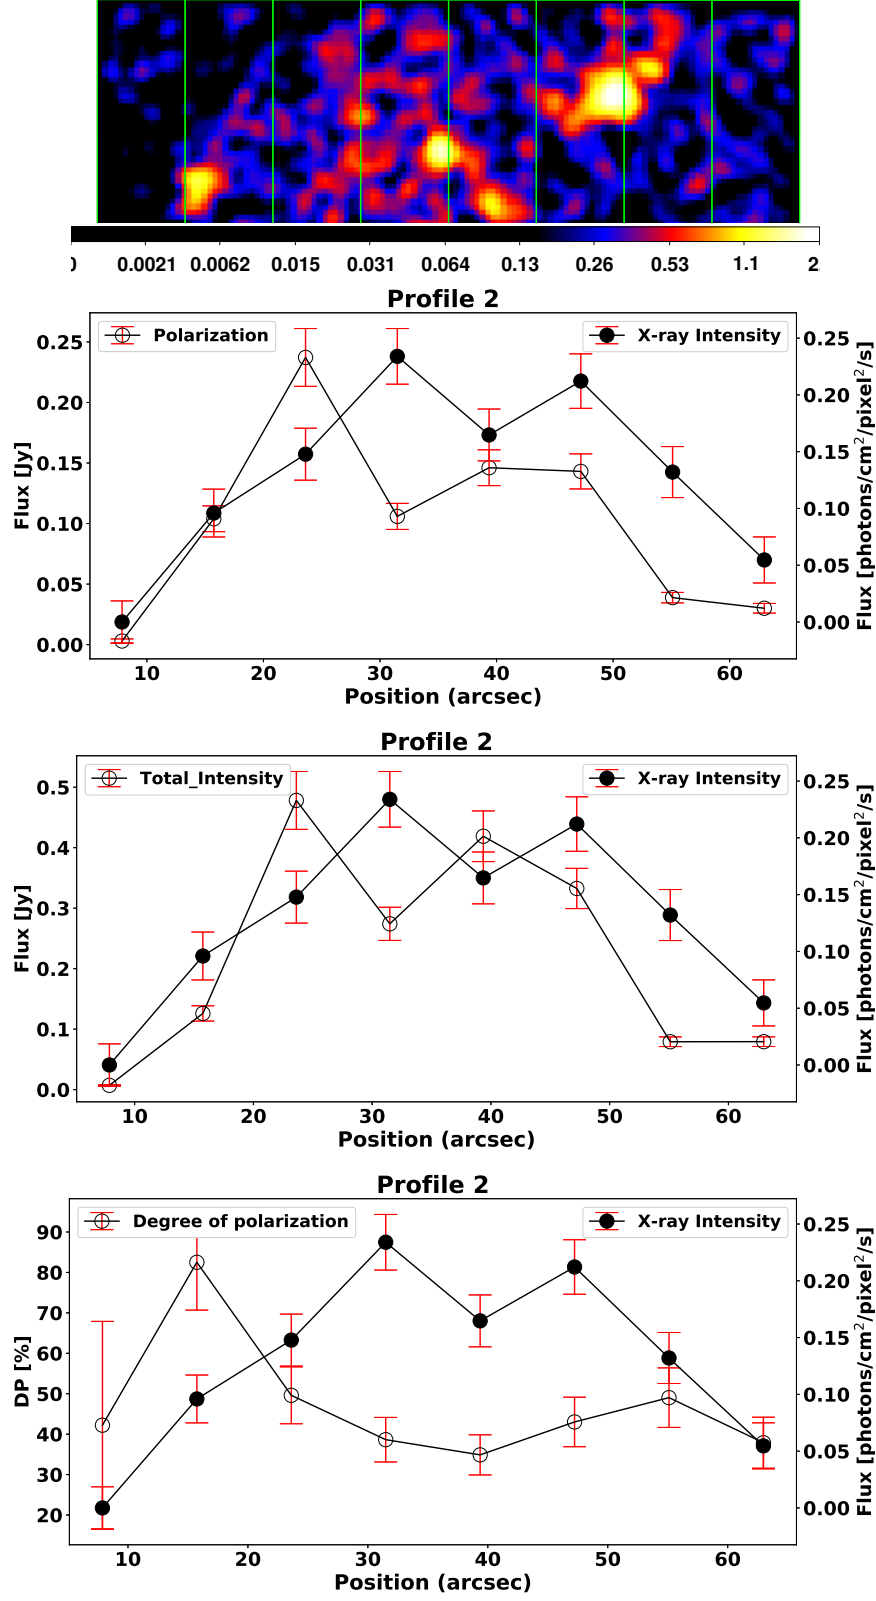 0 0.0021 0.0062 0.015 0.031 0.064 0.13 0.26 0.53 1.1 2
Profile 2
Polarization
X-ray Intensity
0.25
0.20
0.15
0.10
0.05
0.00
Flux [Jy]
0.25
0.20
0.15
0.10
0.05
0.00
Flux [photons/cm²/pixel²/s]
10 20 30 40 50 60
Position (arcsec)
Profile 2
Total_Intensity
X-ray Intensity
0.5
0.4
0.3
0.2
0.1
0.0
Flux [Jy]
0.25
0.20
0.15
0.10
0.05
0.00
Flux [photons/cm²/pixel²/s]
10 20 30 40 50 60
Position (arcsec)
Profile 2
Degree of polarization
X-ray Intensity
90
80
70
60
50
40
30
20
DP [%]
0.25
0.20
0.15
0.10
0.05
0.00
Flux [photons/cm²/pixel²/s]
10 20 30 40 50 60
Position (arcsec)